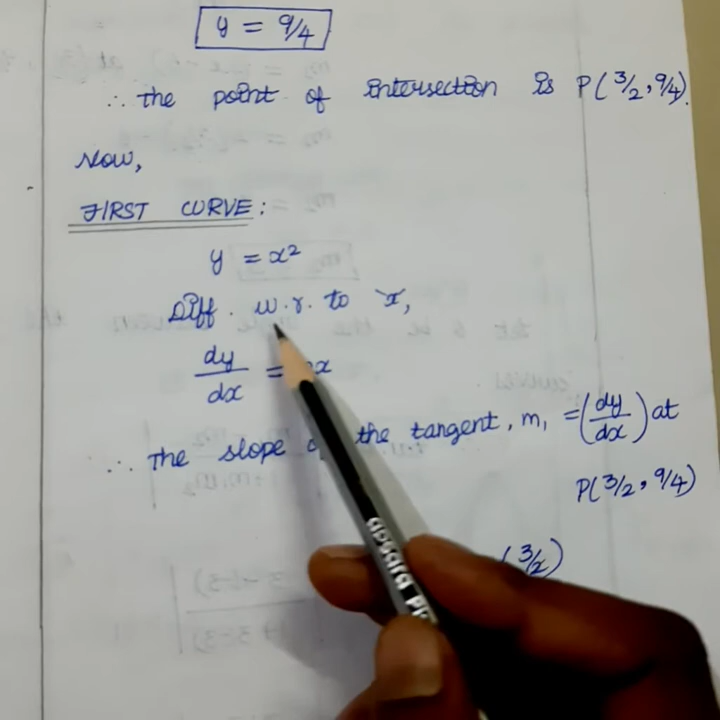 y = 9/4
∴ the point of intersection is P(3/2, 9/4).
Now,
FIRST CURVE:
y = x²
Diff. w.r. to 'x',
dy/dx = x
∴ the slope the tangent, m₁ = (dy/dx) at
P(3/2, 9/4)
(3/2)
apsara